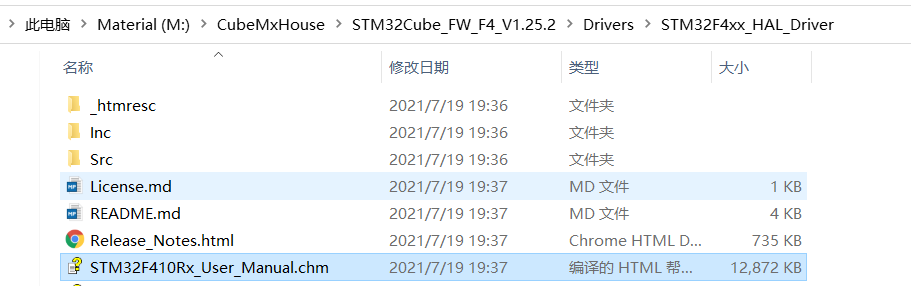 此电脑 > Material (M:) > CubeMxHouse > STM32Cube_FW_F4_V1.25.2 > Drivers > STM32F4xx_HAL_Driver
名称 修改日期 类型 大小
_htmresc 2021/7/19 19:36 文件夹
Inc 2021/7/19 19:36 文件夹
Src 2021/7/19 19:36 文件夹
License.md 2021/7/19 19:37 MD 文件 1 KB
README.md 2021/7/19 19:37 MD 文件 4 KB
Release_Notes.html 2021/7/19 19:37 Chrome HTML D... 735 KB
STM32F410Rx_User_Manual.chm 2021/7/19 19:37 编译的 HTML 帮... 12,872 KB